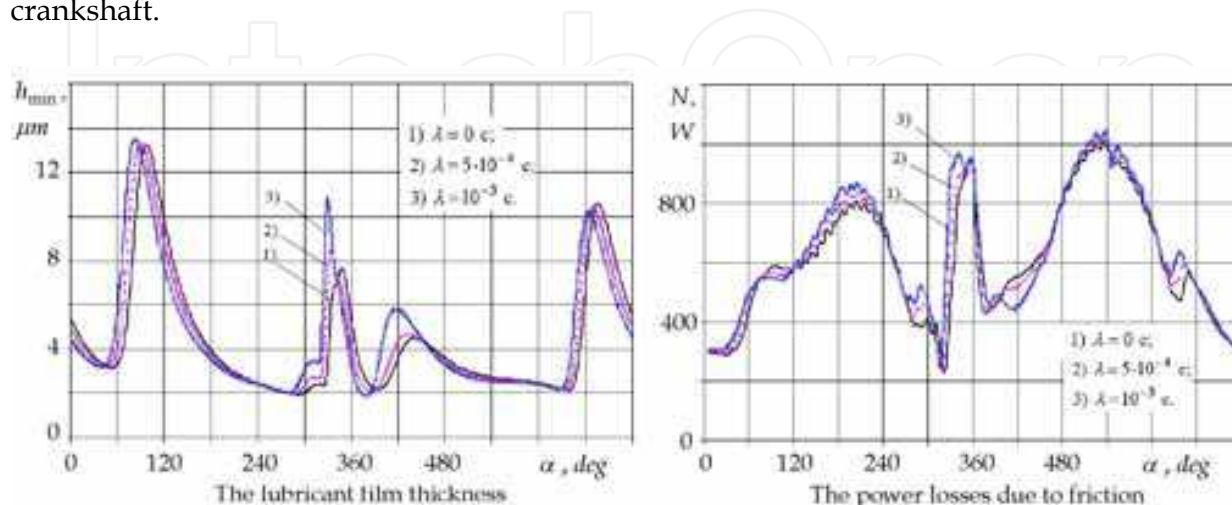 crankshaft.
IntechOpen
h_min,
μm
12
8
4
0
3)
2)
1)
1) λ = 0 c;
2) λ = 5·10⁻⁴ c;
3) λ = 10⁻³ c.
0 120 240 360 480 α, deg
The lubricant film thickness
N,
W
800
400
0
3)
2)
1)
1) λ = 0 c;
2) λ = 5·10⁻⁴ c;
3) λ = 10⁻³ c.
0 120 240 360 480 α, deg
The power losses due to friction